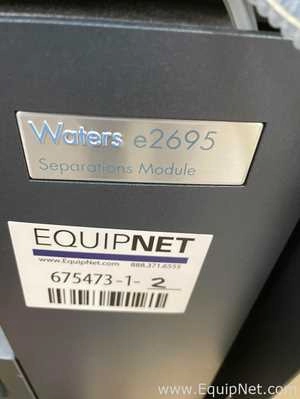 Waters e2695
Separations Module
EQUIPNET
www.EquipNet.com 888.371.6555
675473-1-2
www.EquipNet.com